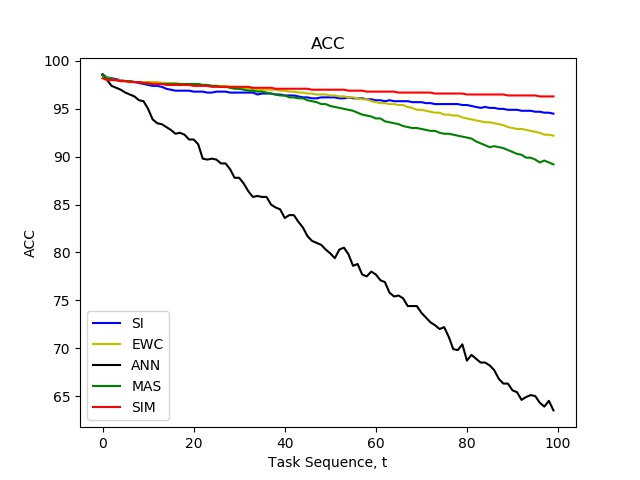 ACC
100
95
90
85
80
75
70
65
ACC
SI
EWC
ANN
MAS
SIM
0 20 40 60 80 100
Task Sequence, t